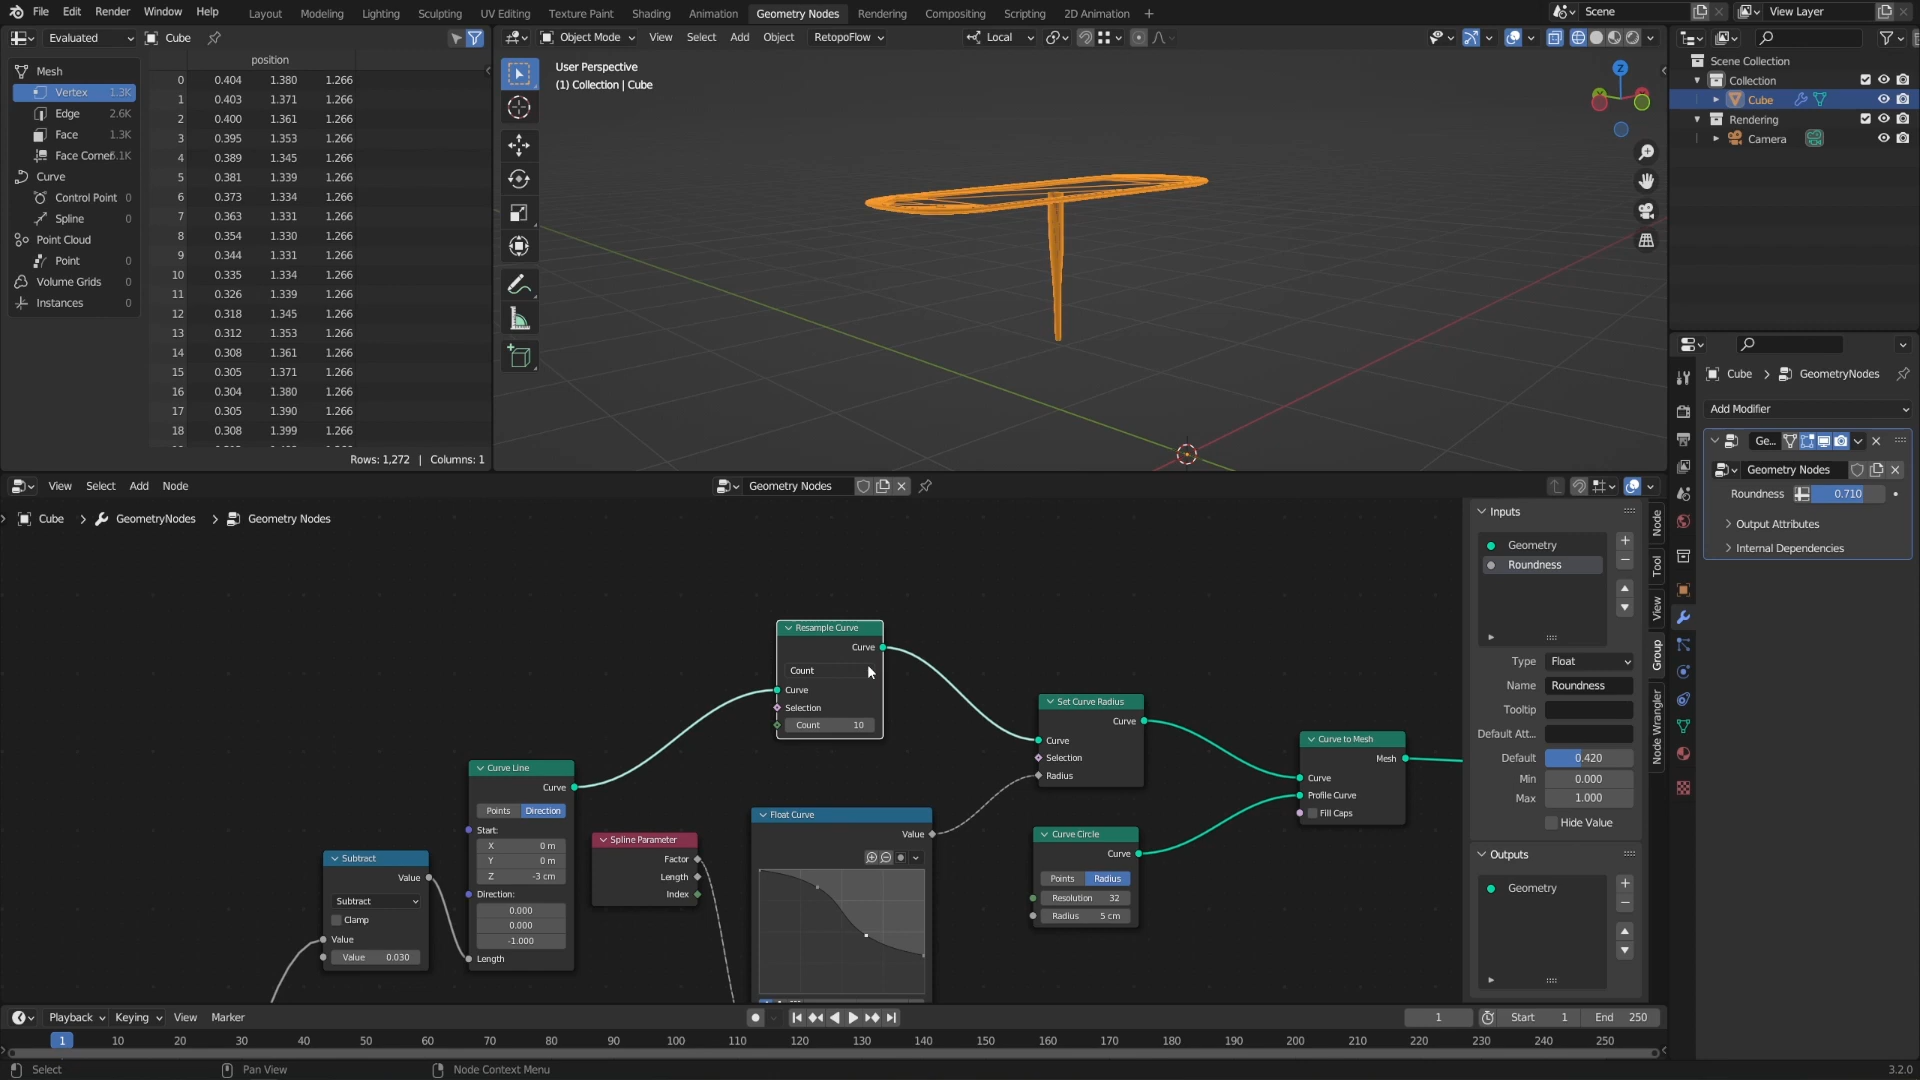 File Edit Render Window Help Layout Modeling Lighting Sculpting UV Editing Texture Paint Shading Animation Geometry Nodes Rendering Compositing Scripting 2D Animation + Scene View Layer
Evaluated Cube
position
Mesh
Vertex 1.3K
Edge 2.6K
Face 1.3K
Face Corner 5.1K
Curve
Control Point 0
Spline 0
Point Cloud
Point 0
Volume Grids 0
Instances 0
0 0.404 1.380 1.266
1 0.403 1.371 1.266
2 0.400 1.361 1.266
3 0.395 1.353 1.266
4 0.389 1.345 1.266
5 0.381 1.339 1.266
6 0.373 1.334 1.266
7 0.363 1.331 1.266
8 0.354 1.330 1.266
9 0.344 1.331 1.266
10 0.335 1.334 1.266
11 0.326 1.339 1.266
12 0.318 1.345 1.266
13 0.312 1.353 1.266
14 0.308 1.361 1.266
15 0.305 1.371 1.266
16 0.304 1.380 1.266
17 0.305 1.390 1.266
18 0.308 1.399 1.266
Rows: 1,272 | Columns: 1
Object Mode View Select Add Object RetopoFlow Local
User Perspective
(1) Collection | Cube
Z
Scene Collection
Collection
Cube
Rendering
Camera
Cube > GeometryNodes
Add Modifier
Ge...
Geometry Nodes
Roundness 0.710
Output Attributes
Internal Dependencies
View Select Add Node Geometry Nodes
Cube > GeometryNodes > Geometry Nodes
Resample Curve
Curve
Count
Curve
Selection
Count 10
Set Curve Radius
Curve
Curve
Selection
Radius
Curve to Mesh
Mesh
Curve
Profile Curve
Fill Caps
Curve Line
Curve
Points Direction
Start:
X 0 m
Y 0 m
Z -3 cm
Direction:
0.000
0.000
-1.000
Length
Subtract
Value
Subtract
Clamp
Value
Value 0.030
Spline Parameter
Factor
Length
Index
Float Curve
Value
Curve Circle
Curve
Points Radius
Resolution 32
Radius 5 cm
Inputs
Geometry
Roundness
Type Float
Name Roundness
Tooltip
Default Att...
Default 0.420
Min 0.000
Max 1.000
Hide Value
Outputs
Geometry
Node
Tool
View
Group
Node Wrangler
Playback Keying View Marker 1 Start 1 End 250
1 10 20 30 40 50 60 70 80 90 100 110 120 130 140 150 160 170 180 190 200 210 220 230 240 250
Select Pan View Node Context Menu 3.2.0